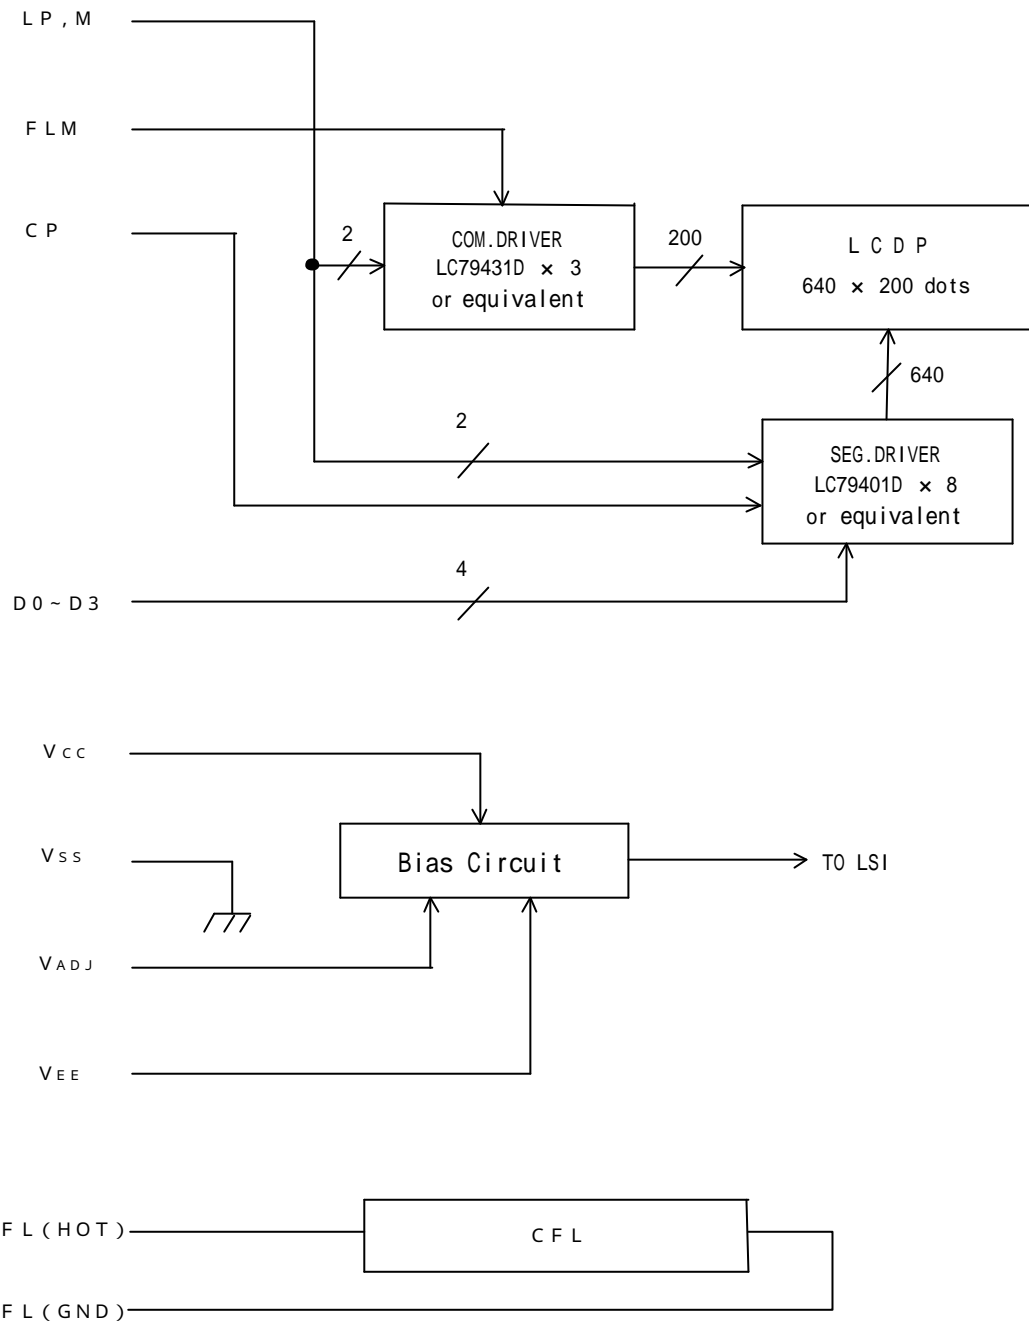 LP,M
FLM
CP
2
COM.DRIVER
LC79431D × 3
or equivalent
200
LCDP
640 × 200 dots
640
2
SEG.DRIVER
LC79401D × 8
or equivalent
4
D0~D3
VCC
VSS
Bias Circuit
TO LSI
VADJ
VEE
FL(HOT)
CFL
FL(GND)